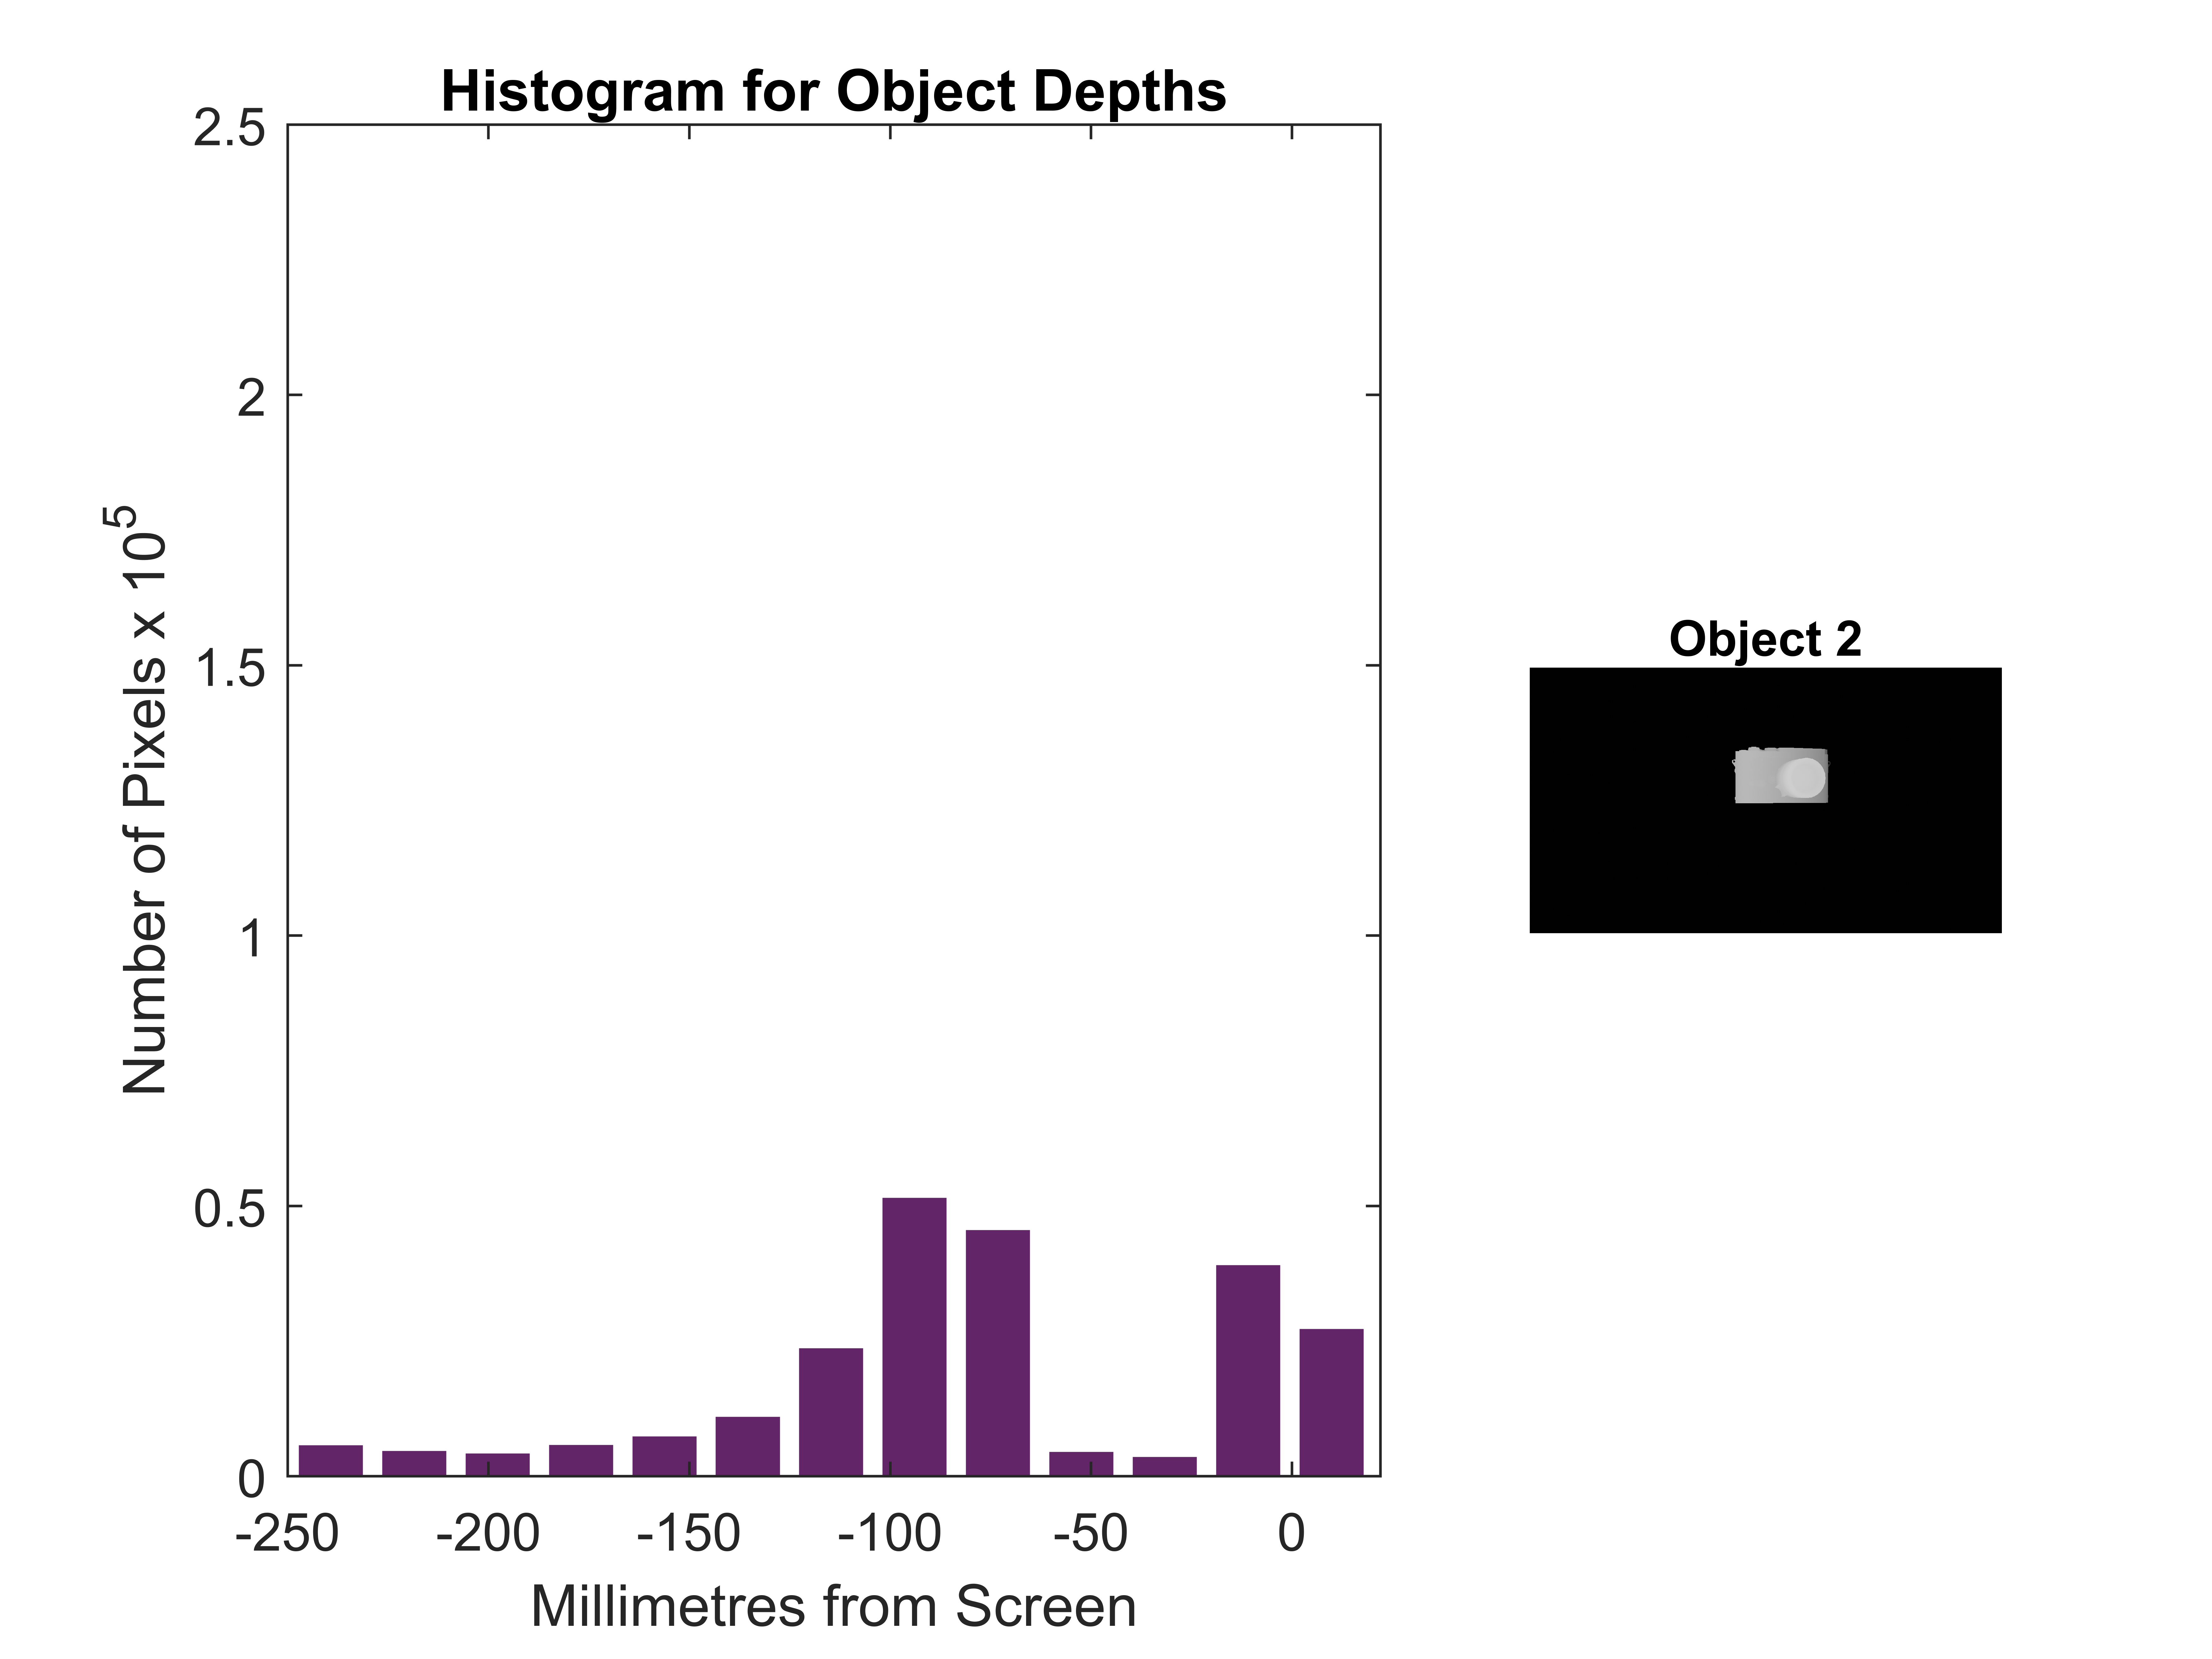 Histogram for Object Depths
2.5
2
1.5
1
0.5
0
Number of Pixels x 10^5
-250 -200 -150 -100 -50 0
Millimetres from Screen
Object 2